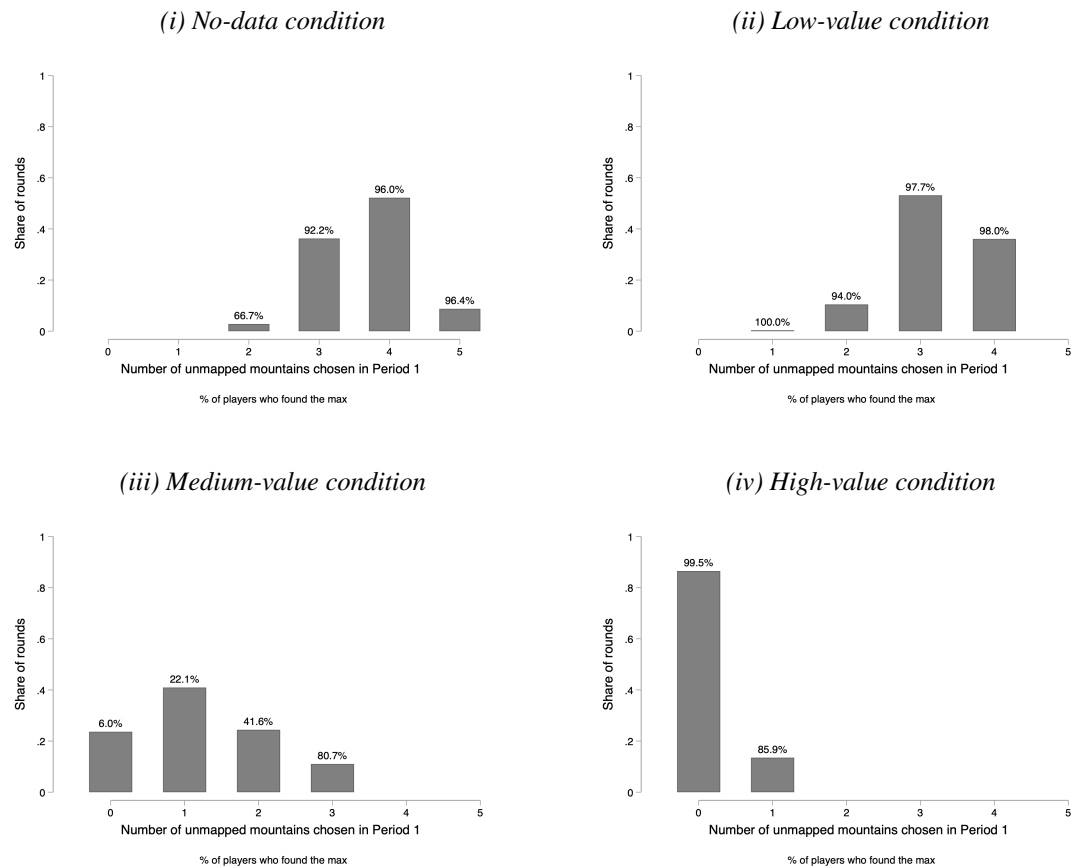 (i) No-data condition
1
.8
.6
.4
.2
0
Share of rounds
66.7%
92.2%
96.0%
96.4%
0 1 2 3 4 5
Number of unmapped mountains chosen in Period 1
% of players who found the max
(ii) Low-value condition
1
.8
.6
.4
.2
0
Share of rounds
100.0%
94.0%
97.7%
98.0%
0 1 2 3 4 5
Number of unmapped mountains chosen in Period 1
% of players who found the max
(iii) Medium-value condition
1
.8
.6
.4
.2
0
Share of rounds
6.0%
22.1%
41.6%
80.7%
0 1 2 3 4 5
Number of unmapped mountains chosen in Period 1
% of players who found the max
(iv) High-value condition
1
.8
.6
.4
.2
0
Share of rounds
99.5%
85.9%
0 1 2 3 4 5
Number of unmapped mountains chosen in Period 1
% of players who found the max